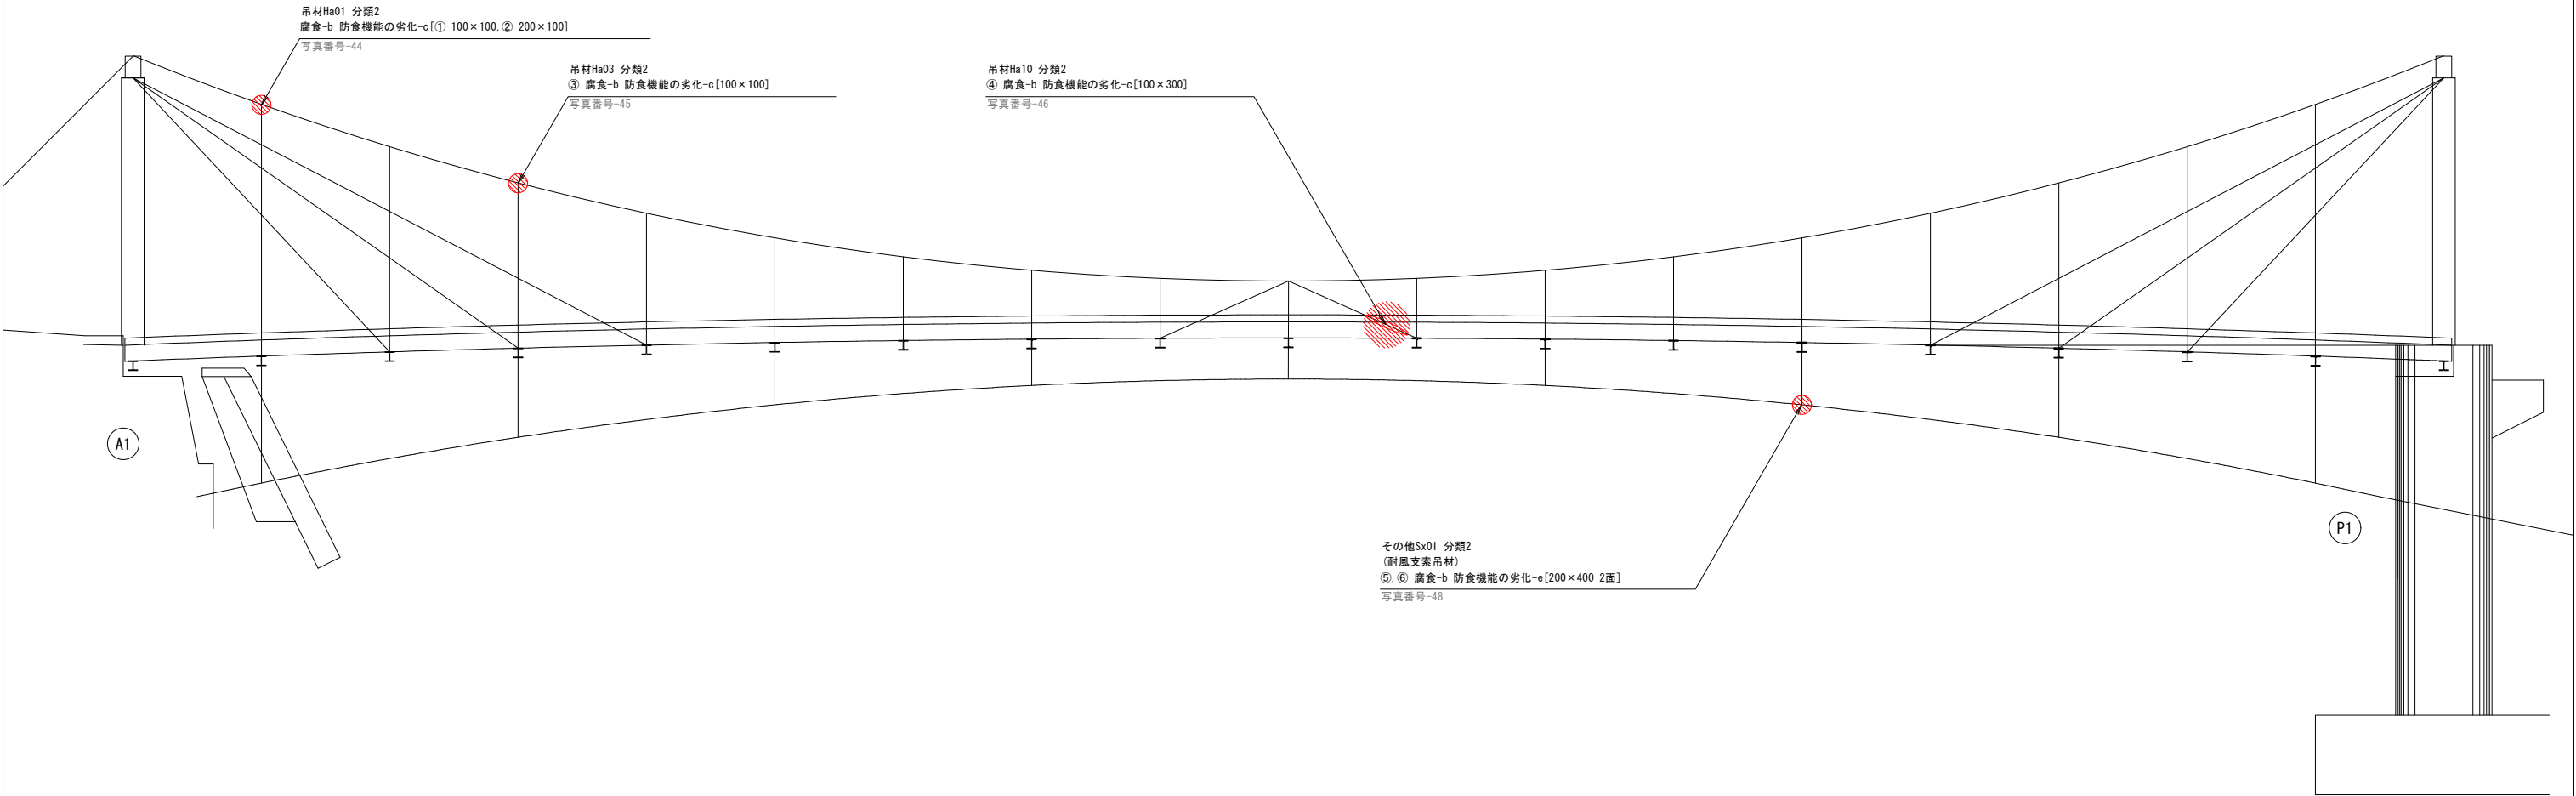 吊材Ha01 分類2
腐食-b 防食機能の劣化-c[① 100×100,② 200×100]
写真番号-44
吊材Ha03 分類2
③ 腐食-b 防食機能の劣化-c[100×100]
写真番号-45
吊材Ha10 分類2
④ 腐食-b 防食機能の劣化-c[100×300]
写真番号-46
A1
P1
その他Sx01 分類2
(耐風支索吊材)
⑤,⑥ 腐食-b 防食機能の劣化-e[200×400 2面]
写真番号-48